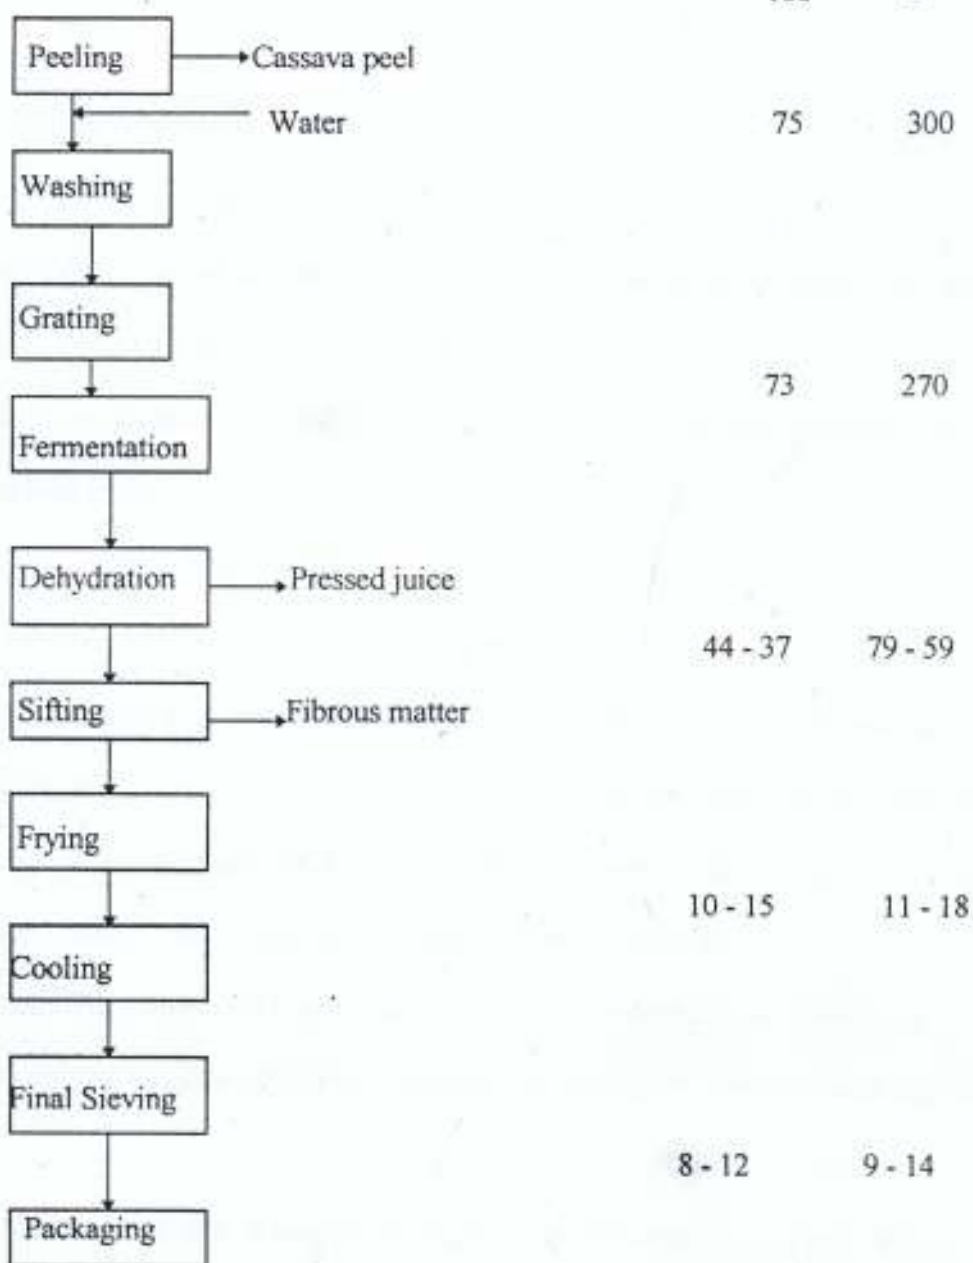 Peeling Cassava peel
Water 75 300
Washing
Grating
73 270
Fermentation
Dehydration Pressed juice
44 - 37 79 - 59
Sifting Fibrous matter
Frying
10 - 15 11 - 18
Cooling
Final Sieving
8 - 12 9 - 14
Packaging